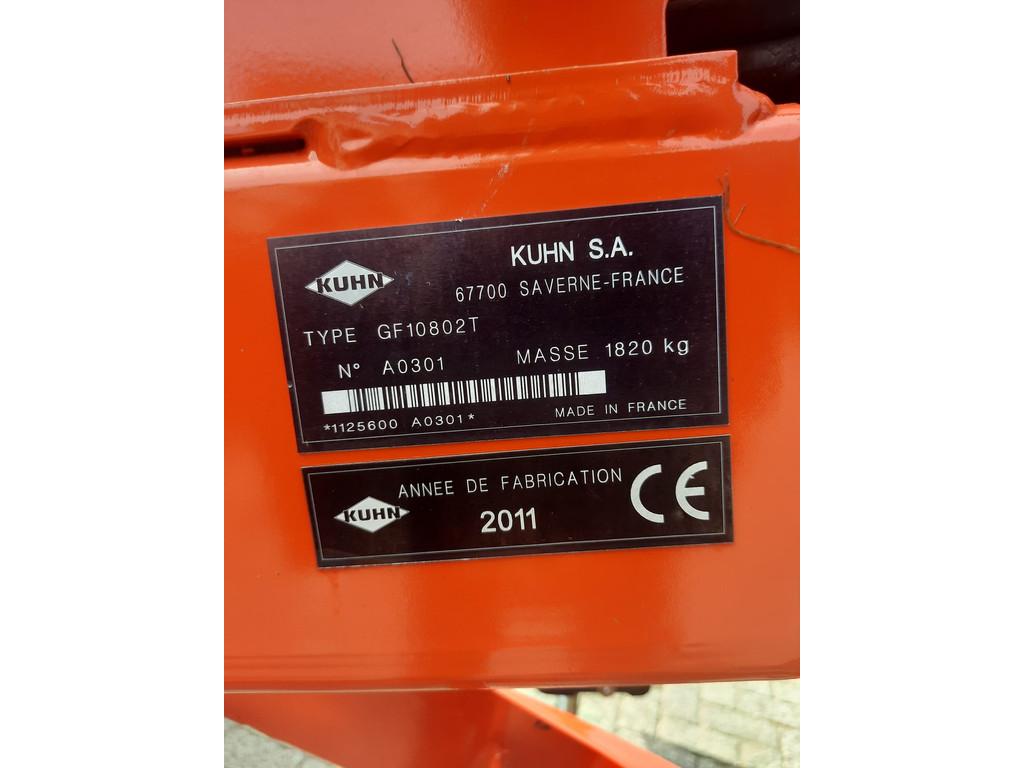 KUHN
KUHN S.A.
67700 SAVERNE-FRANCE
TYPE GF10802T
N° A0301 MASSE 1820 kg
*1125600 A0301*
MADE IN FRANCE
KUHN
ANNEE DE FABRICATION
2011
CE